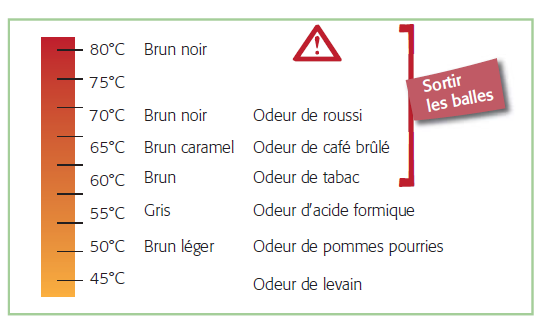 80°C Brun noir
75°C
70°C Brun noir Odeur de roussi
65°C Brun caramel Odeur de café brûlé
60°C Brun Odeur de tabac
55°C Gris Odeur d'acide formique
50°C Brun léger Odeur de pommes pourries
45°C Odeur de levain
Sortir
les balles